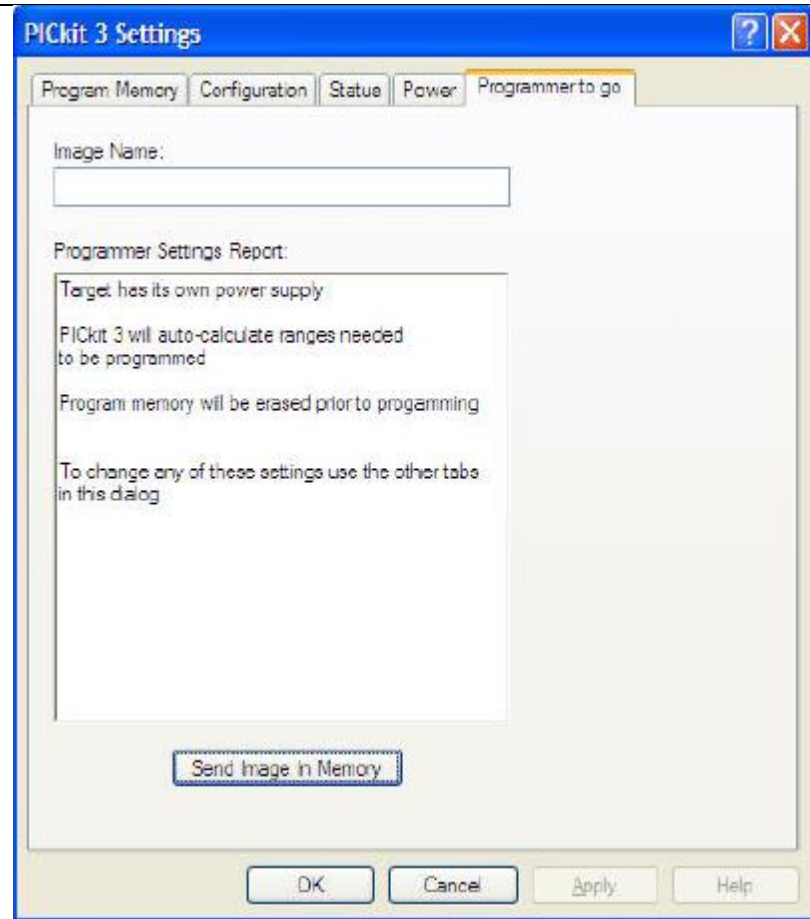 PICkit 3 Settings
Program Memory Configuration Status Power Programmer to go
Image Name:
Programmer Settings Report:
Target has its own power supply
PICkit 3 will auto-calculate ranges needed
to be programmed
Program memory will be erased prior to progamming
To change any of these settings use the other tabs
in this dialog
Send Image In Memory
OK Cancel Apply Help